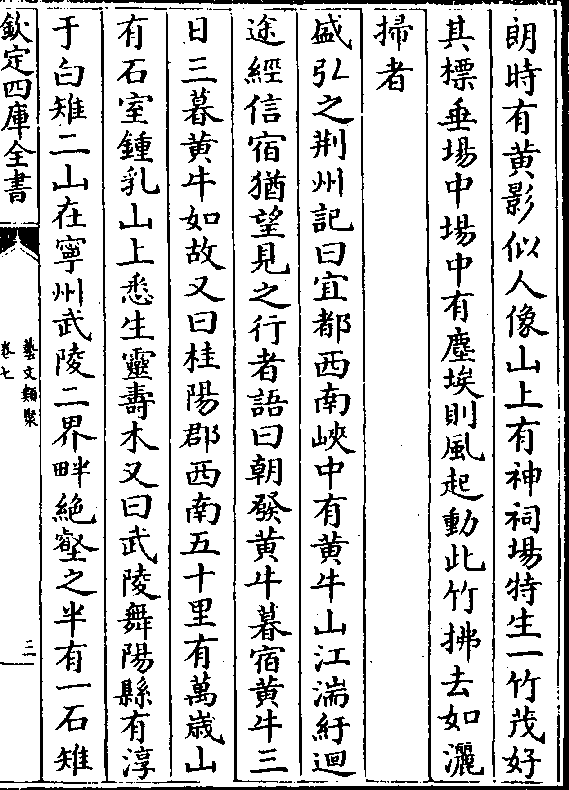 朗時有黃影似人像山上有神祠場特生一竹茂好
其標垂場中場中有塵埃則風起動此竹拂去如灑
掃者
盛弘之荆州記曰宜都西南峽中有黃牛山江湍紆迴
途經信宿猶望見之行者語曰朝發黃牛暮宿黃牛三
日三暮黃牛如故又曰桂陽郡西南五十里有萬歲山
有石室鍾乳山上悉生靈壽木又曰武陵舞陽縣有淳
于白雉二山在寧州武陵二界畔絶壑之半有一石雉
欽定四庫全書
藝文類聚
卷七
三